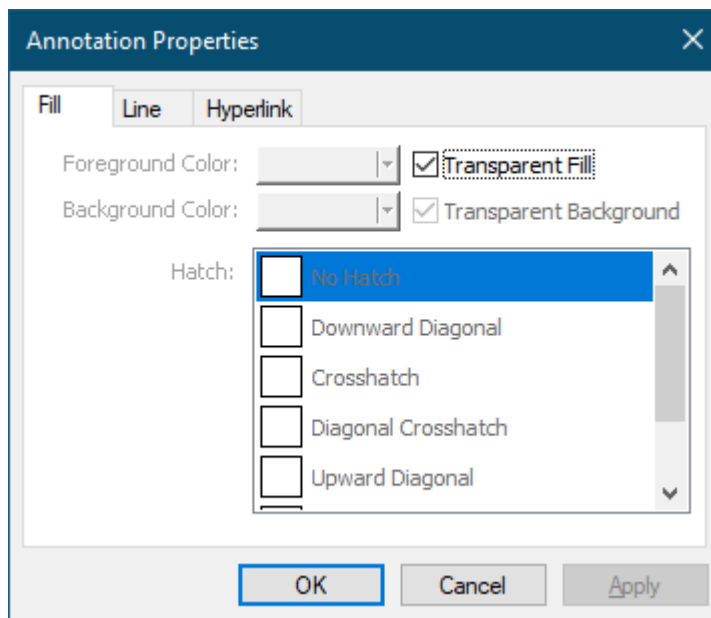 Annotation Properties
Fill Line Hyperlink
Foreground Color: Transparent Fill
Background Color: Transparent Background
Hatch: No Hatch
Downward Diagonal
Crosshatch
Diagonal Crosshatch
Upward Diagonal
OK Cancel Apply